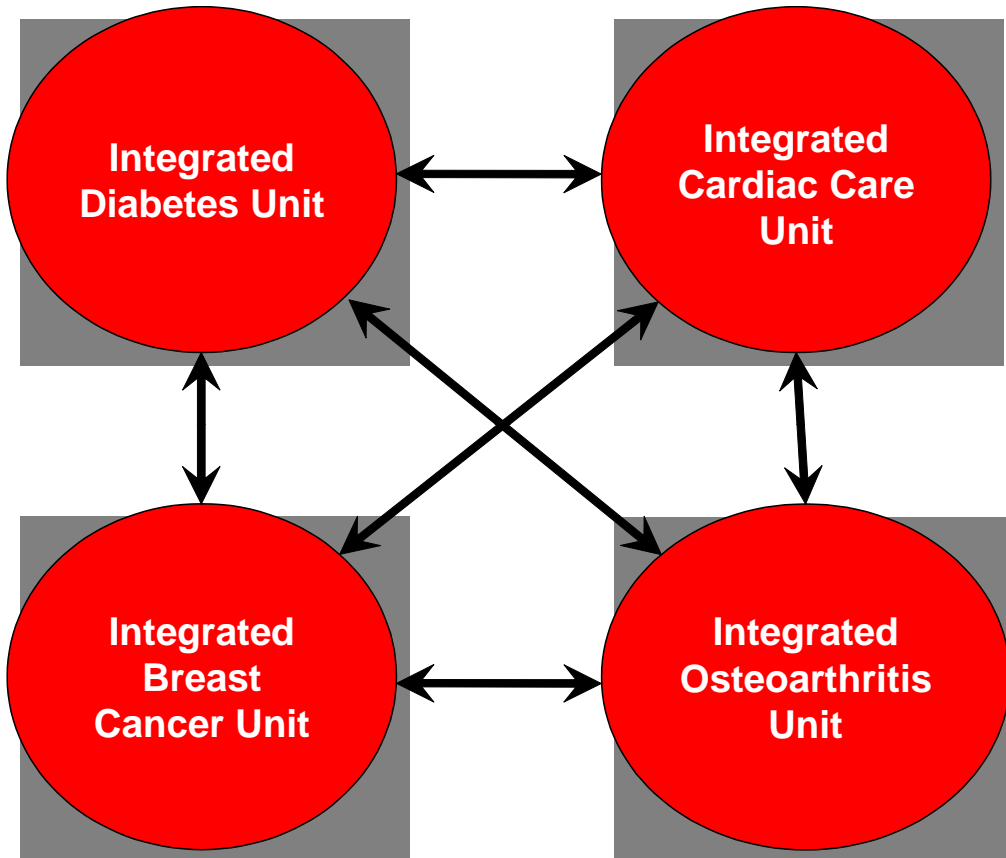 Integrated
Diabetes Unit
Integrated
Cardiac Care
Unit
Integrated
Breast
Cancer Unit
Integrated
Osteoarthritis
Unit